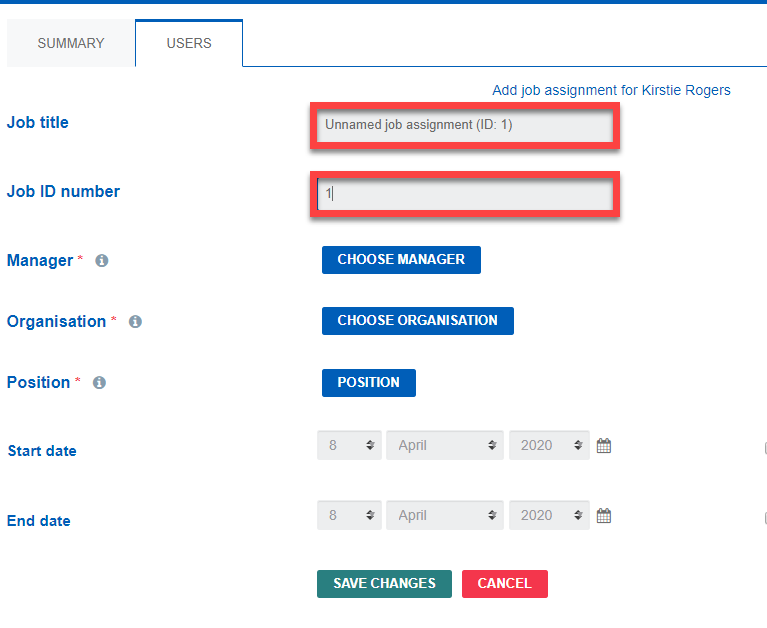 SUMMARY USERS
Add job assignment for Kirstie Rogers
Job title Unnamed job assignment (ID: 1)
Job ID number 1
Manager * CHOOSE MANAGER
Organisation * CHOOSE ORGANISATION
Position * POSITION
Start date 8 April 2020
End date 8 April 2020
SAVE CHANGES CANCEL